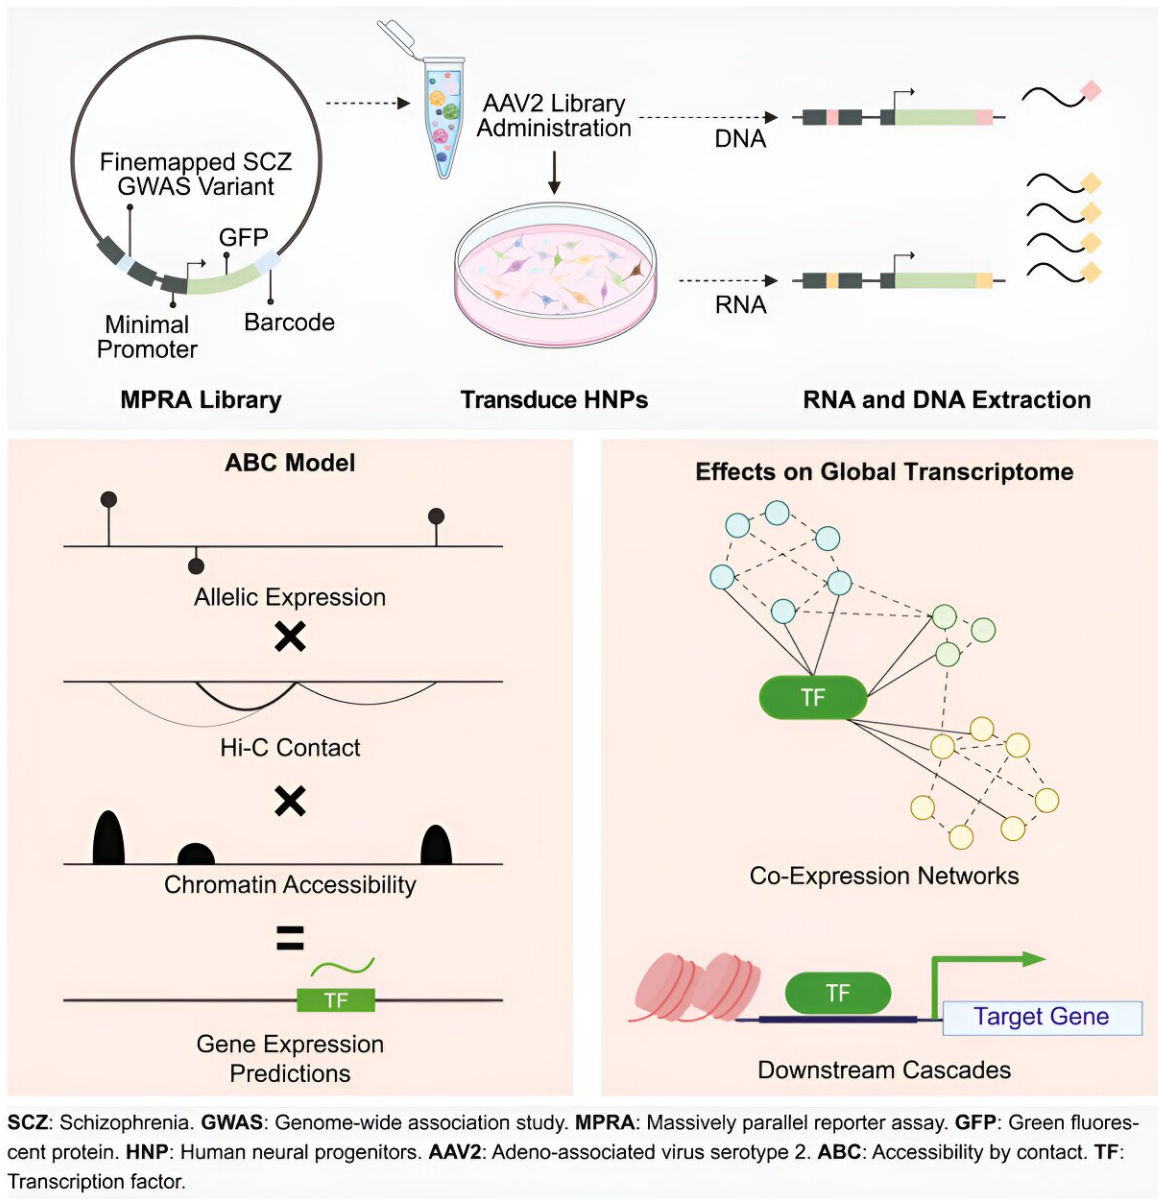 Finemapped SCZ
GWAS Variant
GFP
Minimal
Promoter
Barcode
MPRA Library
AAV2 Library
Administration
Transduce HNPs
DNA
RNA
RNA and DNA Extraction
ABC Model
Allelic Expression
Hi-C Contact
Chromatin Accessibility
TF
Gene Expression
Predictions
Effects on Global Transcriptome
TF
Co-Expression Networks
TF
Target Gene
Downstream Cascades
SCZ: Schizophrenia. GWAS: Genome-wide association study. MPRA: Massively parallel reporter assay. GFP: Green fluores-
cent protein. HNP: Human neural progenitors. AAV2: Adeno-associated virus serotype 2. ABC: Accessibility by contact. TF:
Transcription factor.